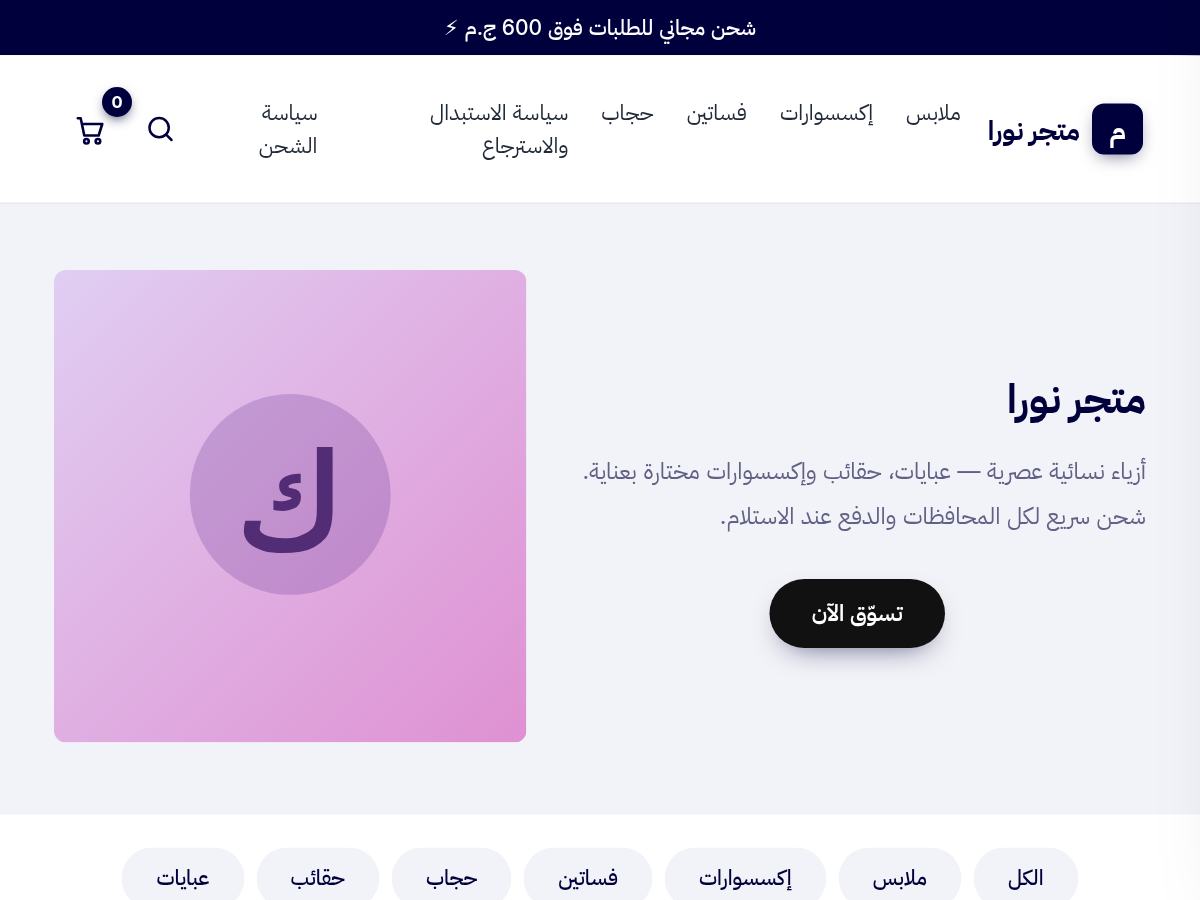 شحن مجاني للطلبات فوق 600 ج.م ⚡
م
متجر نورا
ملابس
إكسسوارات
فساتين
حجاب
سياسة الاستبدال
والاسترجاع
سياسة
الشحن
0
متجر نورا
أزياء نسائية عصرية — عبايات، حقائب وإكسسوارات مختارة بعناية.
شحن سريع لكل المحافظات والدفع عند الاستلام.
تسوّق الآن
ك
الكل
ملابس
إكسسوارات
فساتين
حجاب
حقائب
عبايات